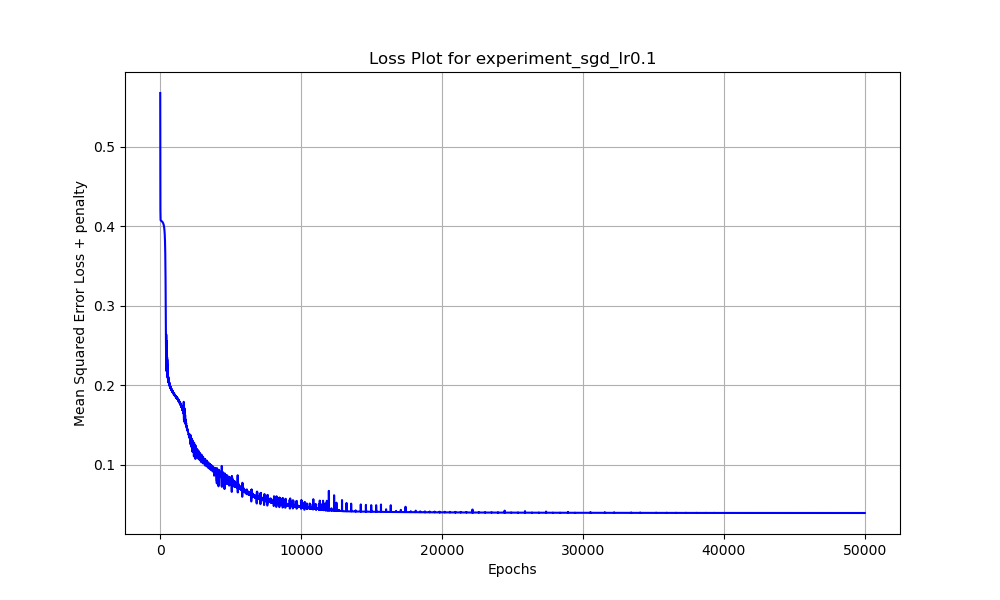 Loss Plot for experiment_sgd_lr0.1
Mean Squared Error Loss + penalty
0.5
0.4
0.3
0.2
0.1
0 10000 20000 30000 40000 50000
Epochs